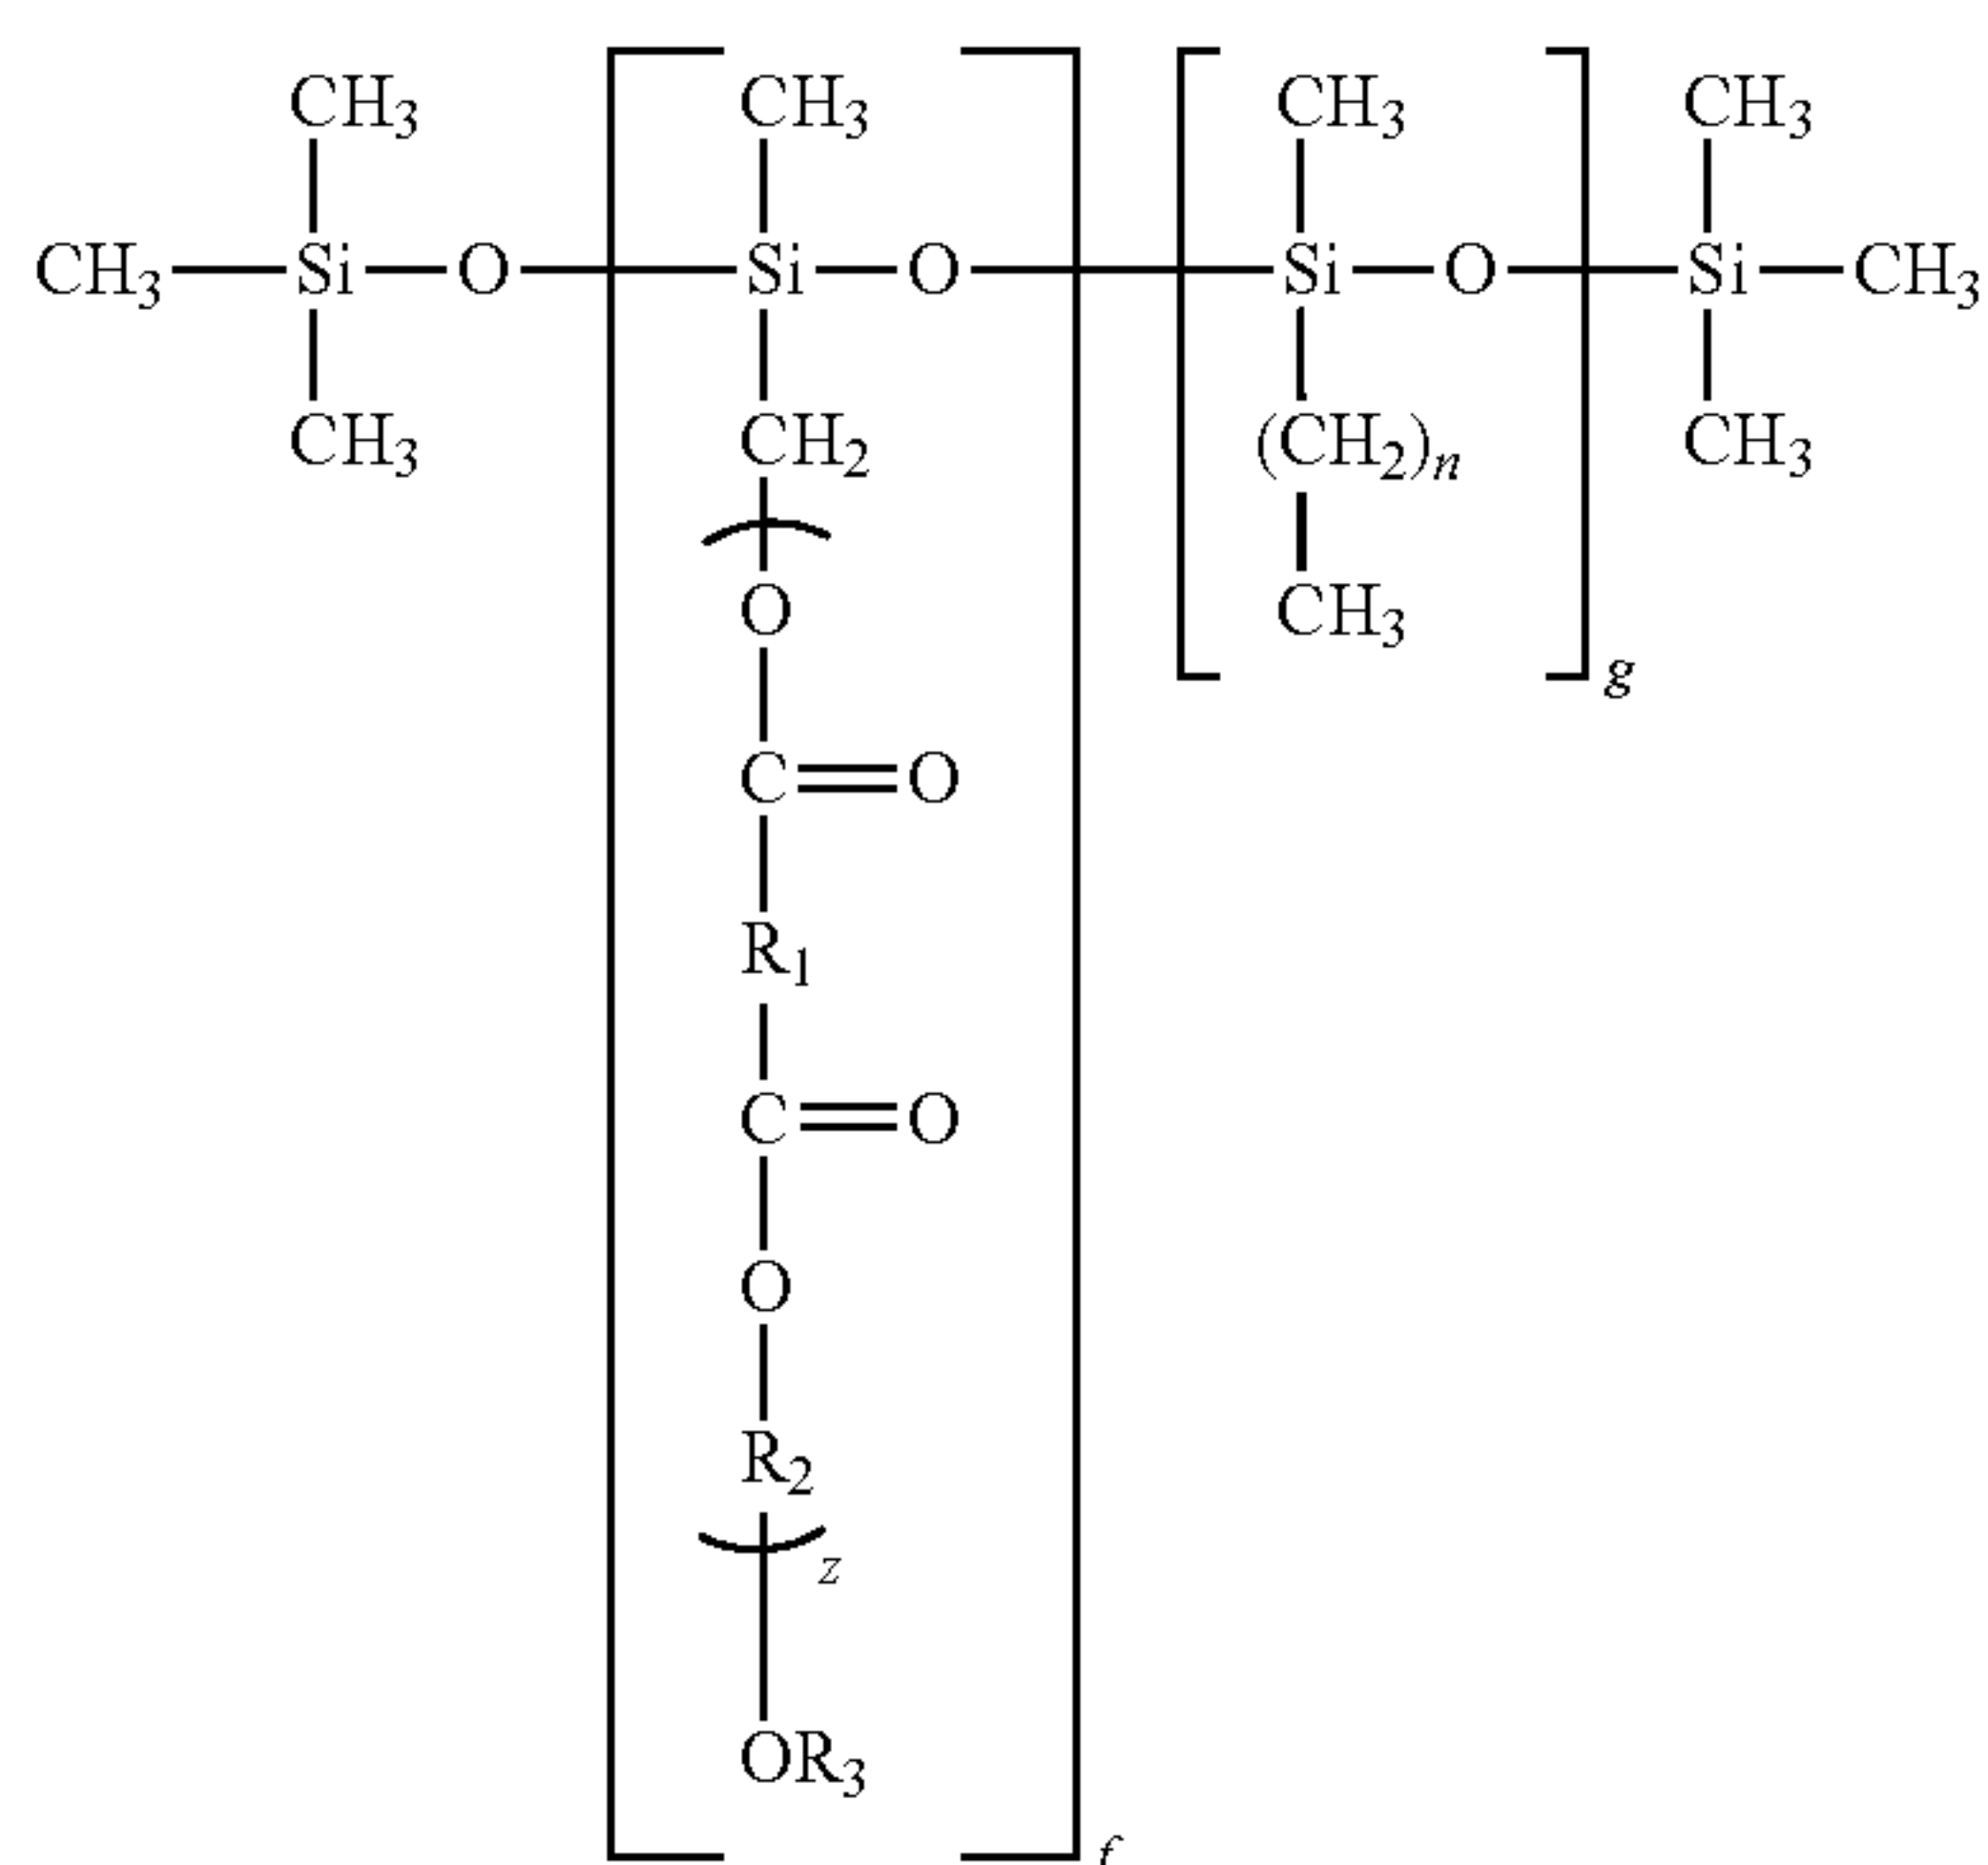 CH3 CH3 CH3 CH3
CH3 Si O Si O Si O Si CH3
CH3 CH2 (CH2)n CH3
O CH3
g
C O
R1
C O
O
R2
z
OR3
f